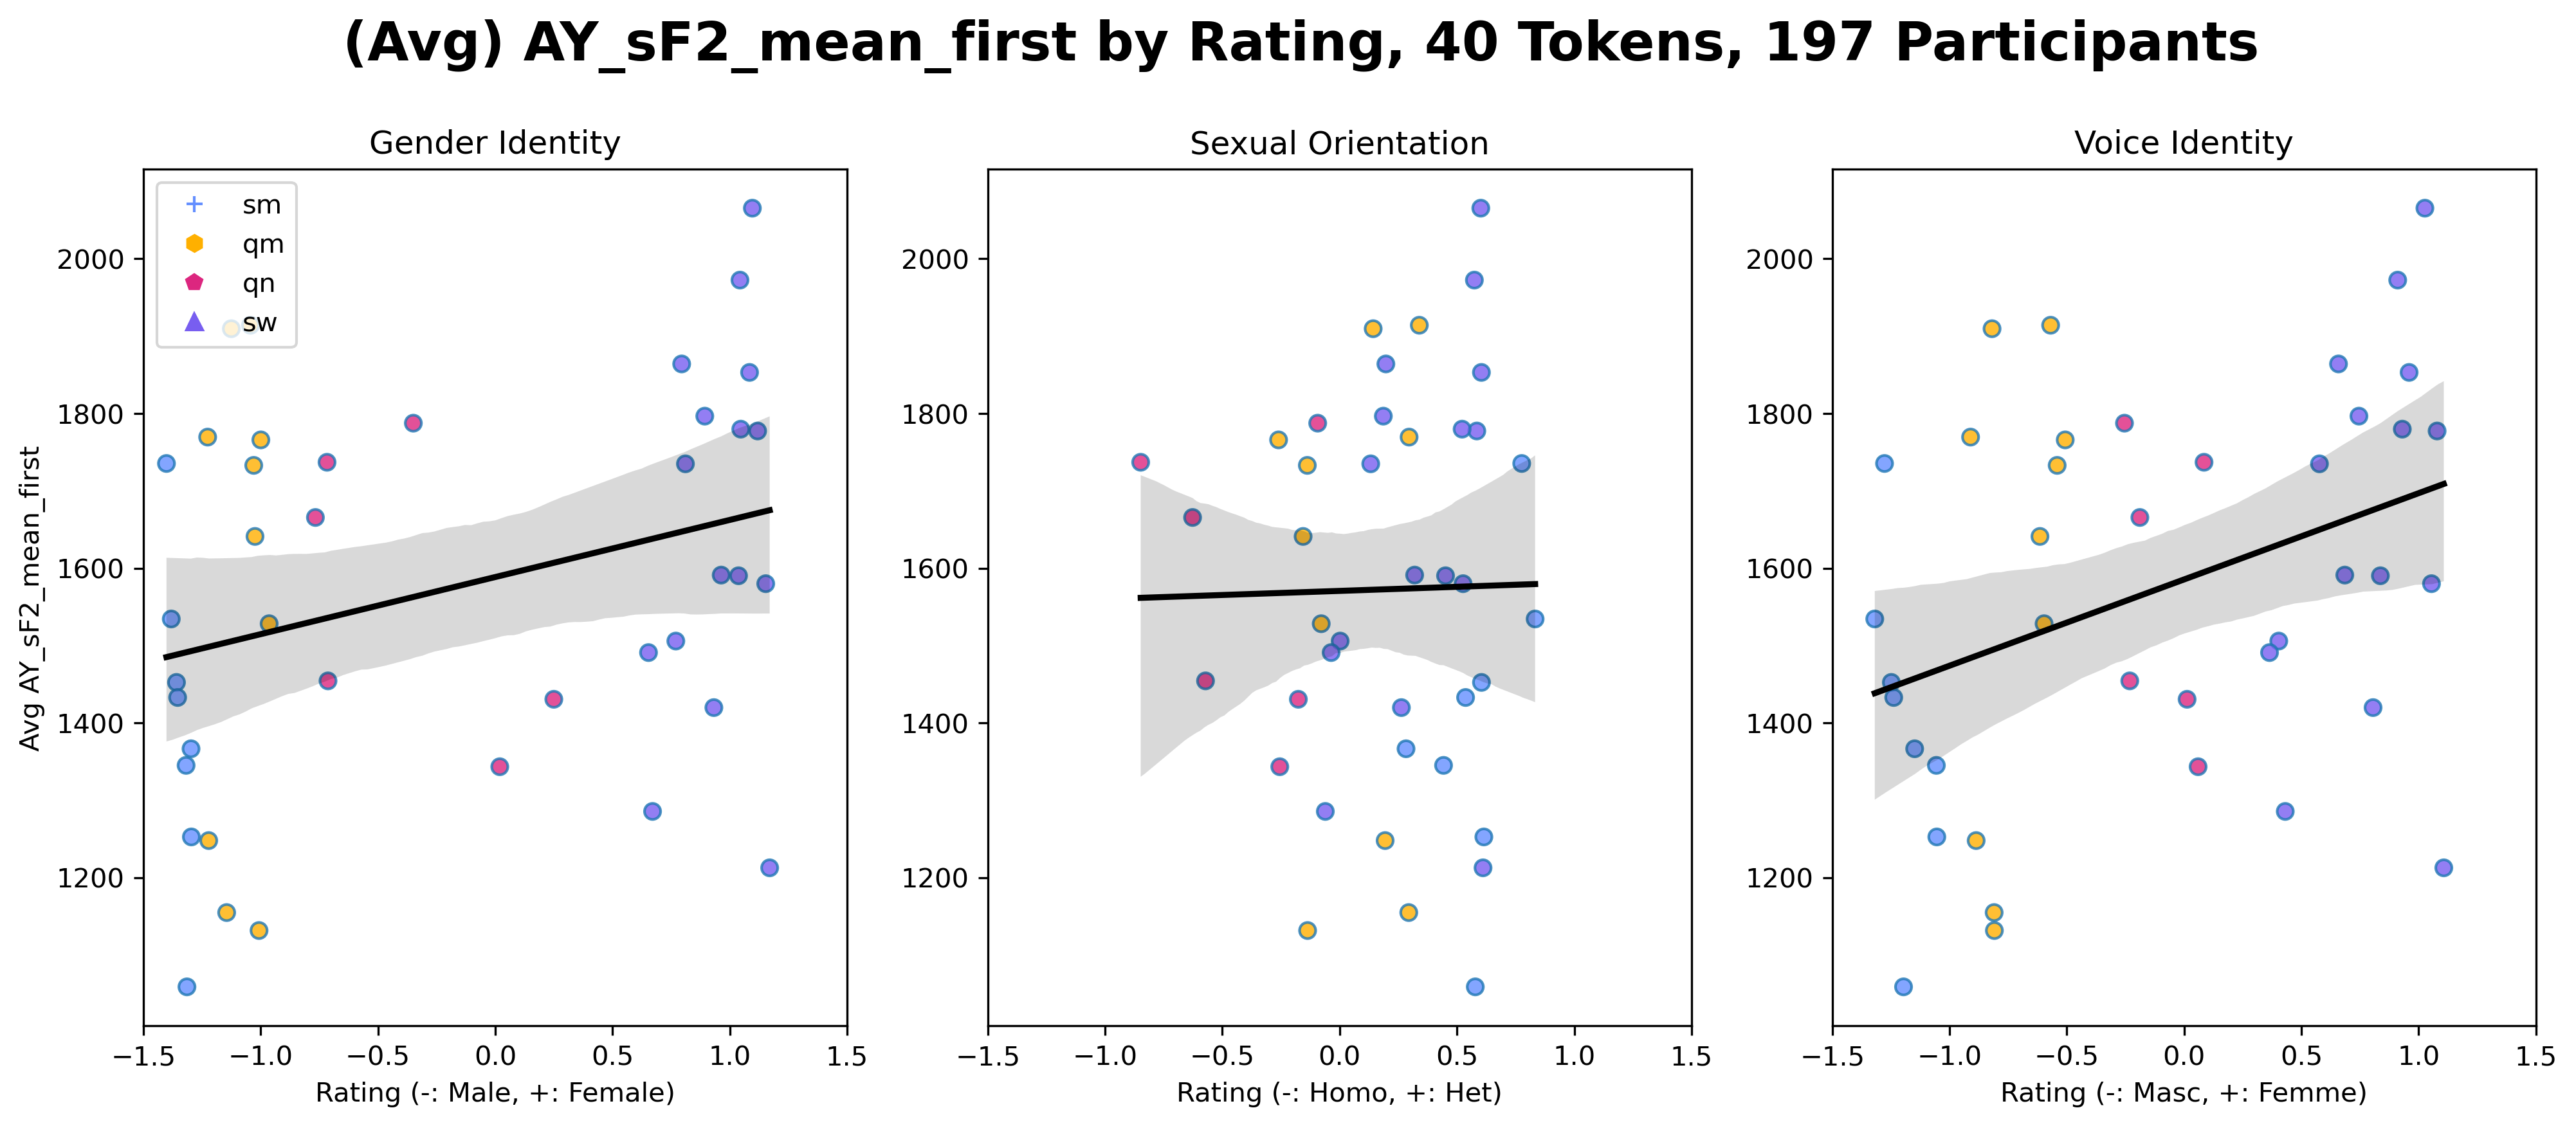 (Avg) AY_sF2_mean_first by Rating, 40 Tokens, 197 Participants
Gender Identity
Sexual Orientation
Voice Identity
sm
qm
qn
sw
Avg AY_sF2_mean_first
2000
1800
1600
1400
1200
−1.5 −1.0 −0.5 0.0 0.5 1.0 1.5
Rating (-: Male, +: Female)
2000
1800
1600
1400
1200
−1.5 −1.0 −0.5 0.0 0.5 1.0 1.5
Rating (-: Homo, +: Het)
2000
1800
1600
1400
1200
−1.5 −1.0 −0.5 0.0 0.5 1.0 1.5
Rating (-: Masc, +: Femme)